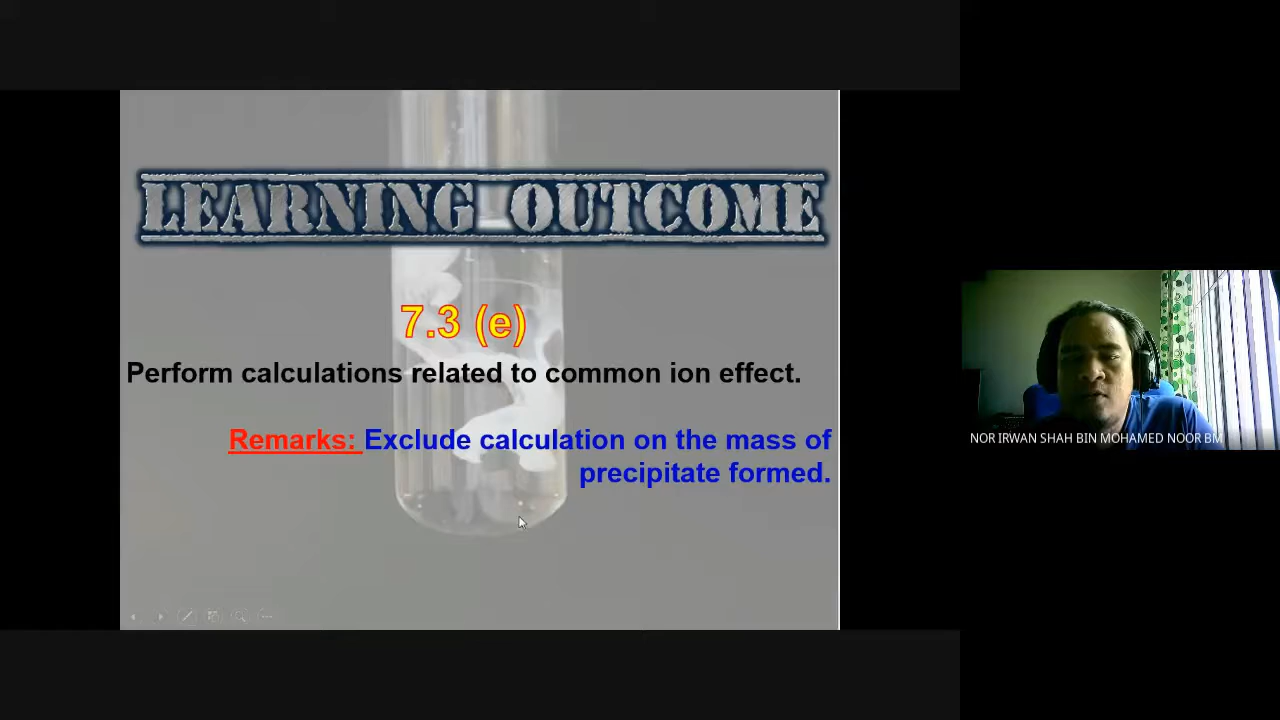 LEARNING OUTCOME
7.3 (e)
Perform calculations related to common ion effect.
Remarks: Exclude calculation on the mass of
precipitate formed.
NOR IRWAN SHAH BIN MOHAMED NOOR BM